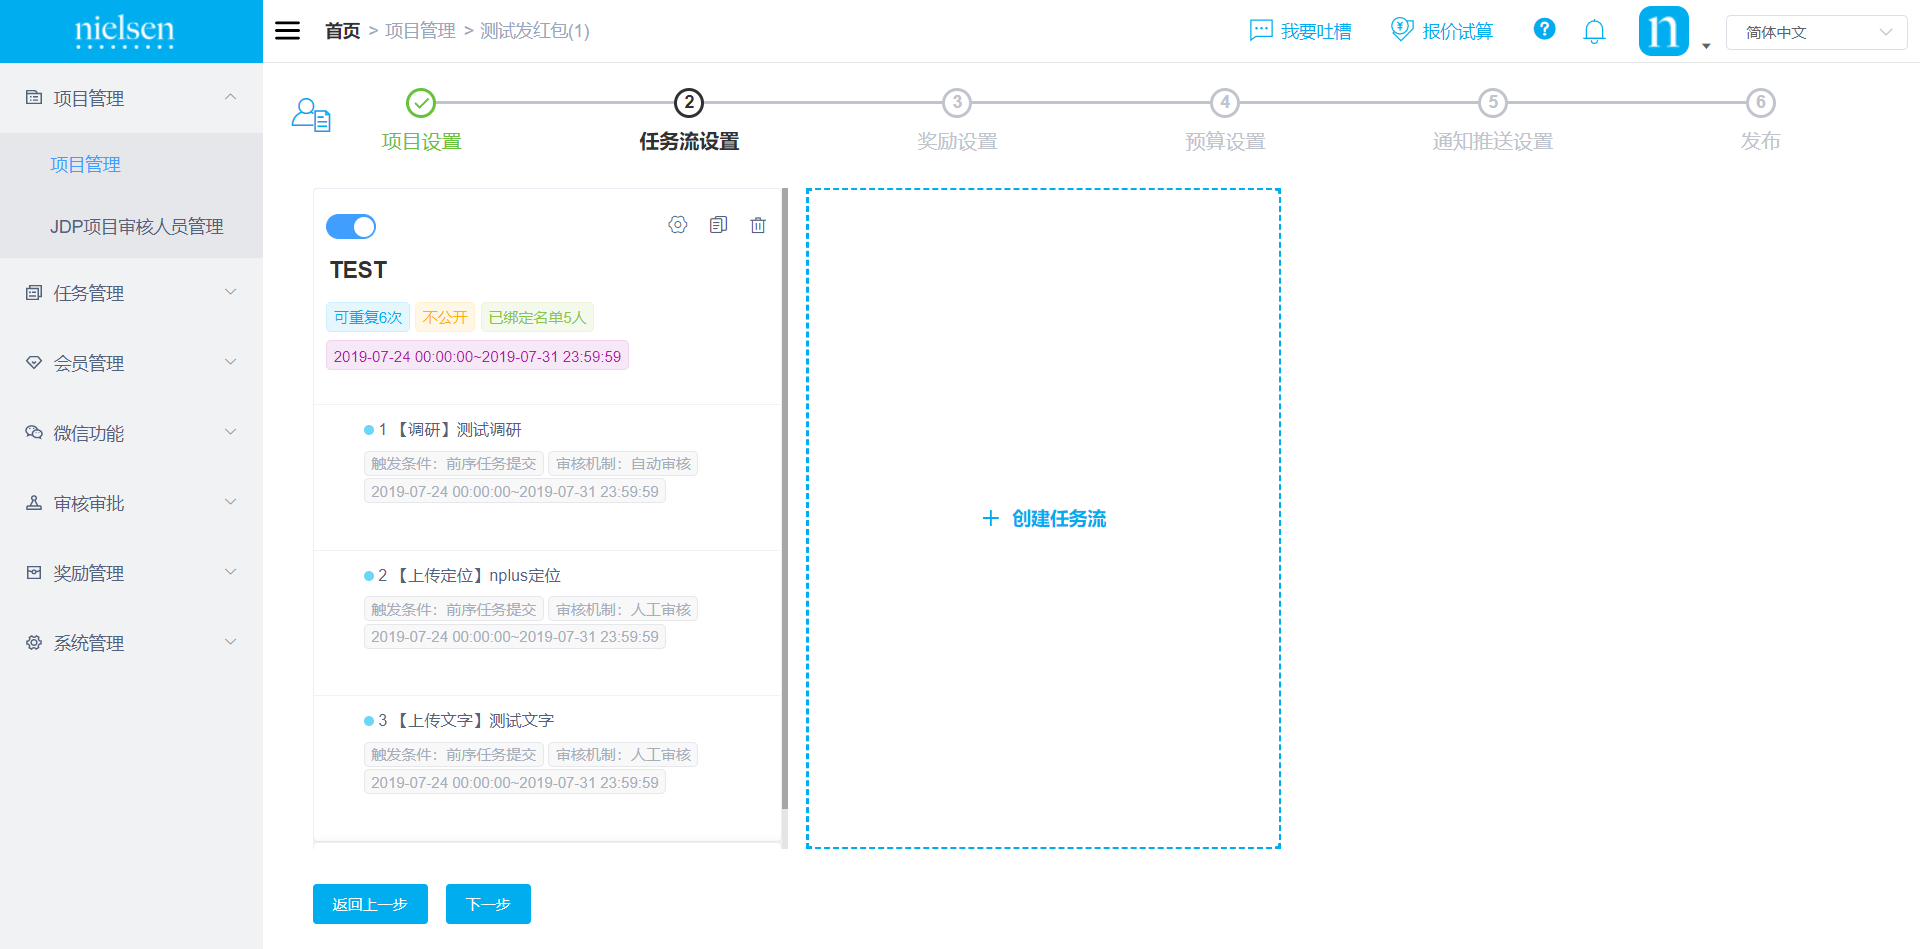 nielsen
首页 > 项目管理 > 测试发红包(1)
我要吐槽
报价试算
?
n
简体中文
项目管理
项目管理
JDP项目审核人员管理
任务管理
会员管理
微信功能
审核审批
奖励管理
系统管理
项目设置
2
任务流设置
3
奖励设置
4
预算设置
5
通知推送设置
6
发布
TEST
可重复6次 不公开 已绑定名单5人
2019-07-24 00:00:00~2019-07-31 23:59:59
1 【调研】测试调研
触发条件：前序任务提交 审核机制：自动审核
2019-07-24 00:00:00~2019-07-31 23:59:59
2 【上传定位】nplus定位
触发条件：前序任务提交 审核机制：人工审核
2019-07-24 00:00:00~2019-07-31 23:59:59
3 【上传文字】测试文字
触发条件：前序任务提交 审核机制：人工审核
2019-07-24 00:00:00~2019-07-31 23:59:59
+ 创建任务流
返回上一步
下一步